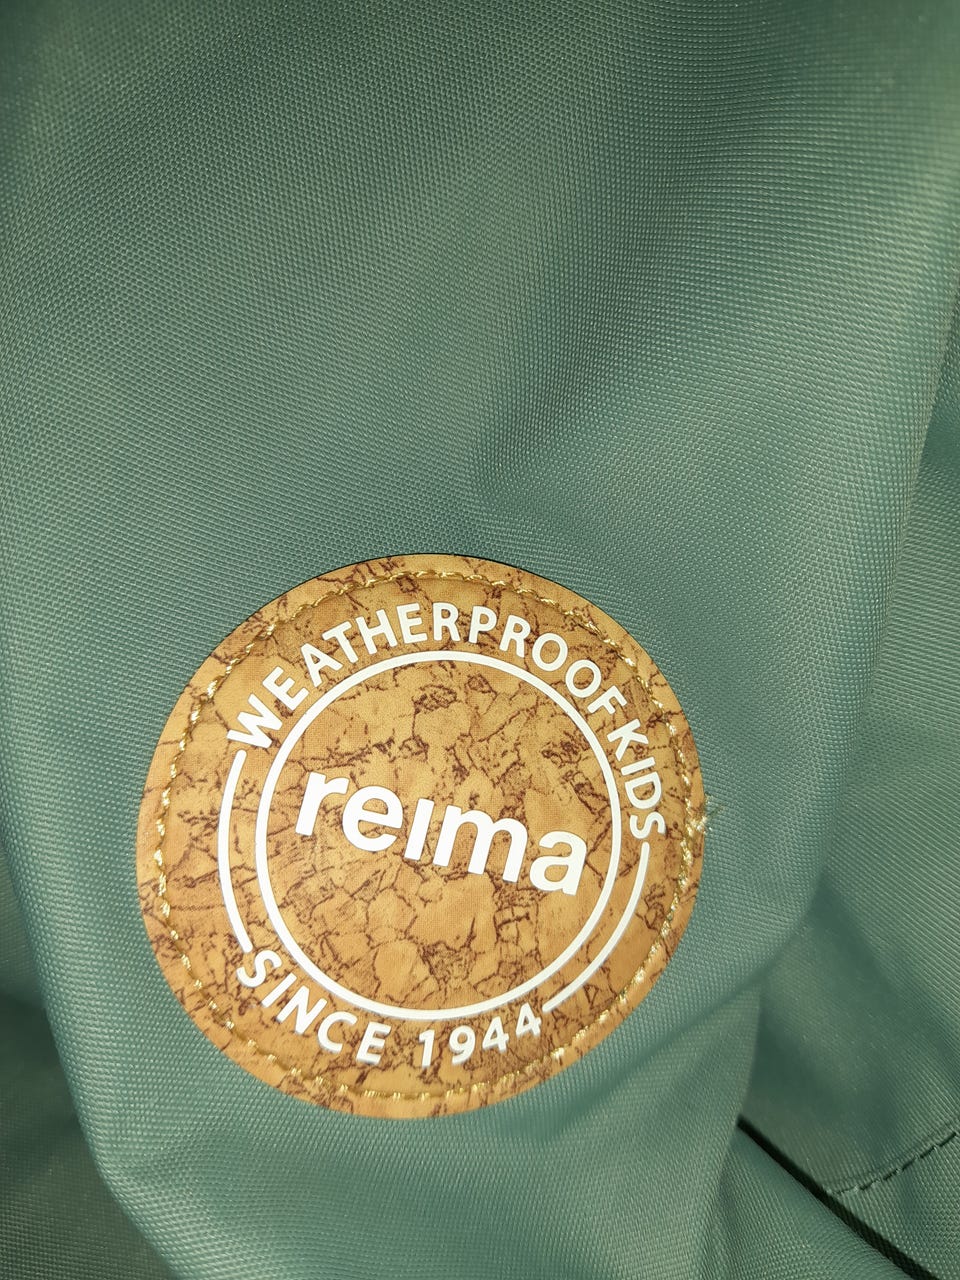 WEATHERPROOF KIDS
reima
SINCE 1944